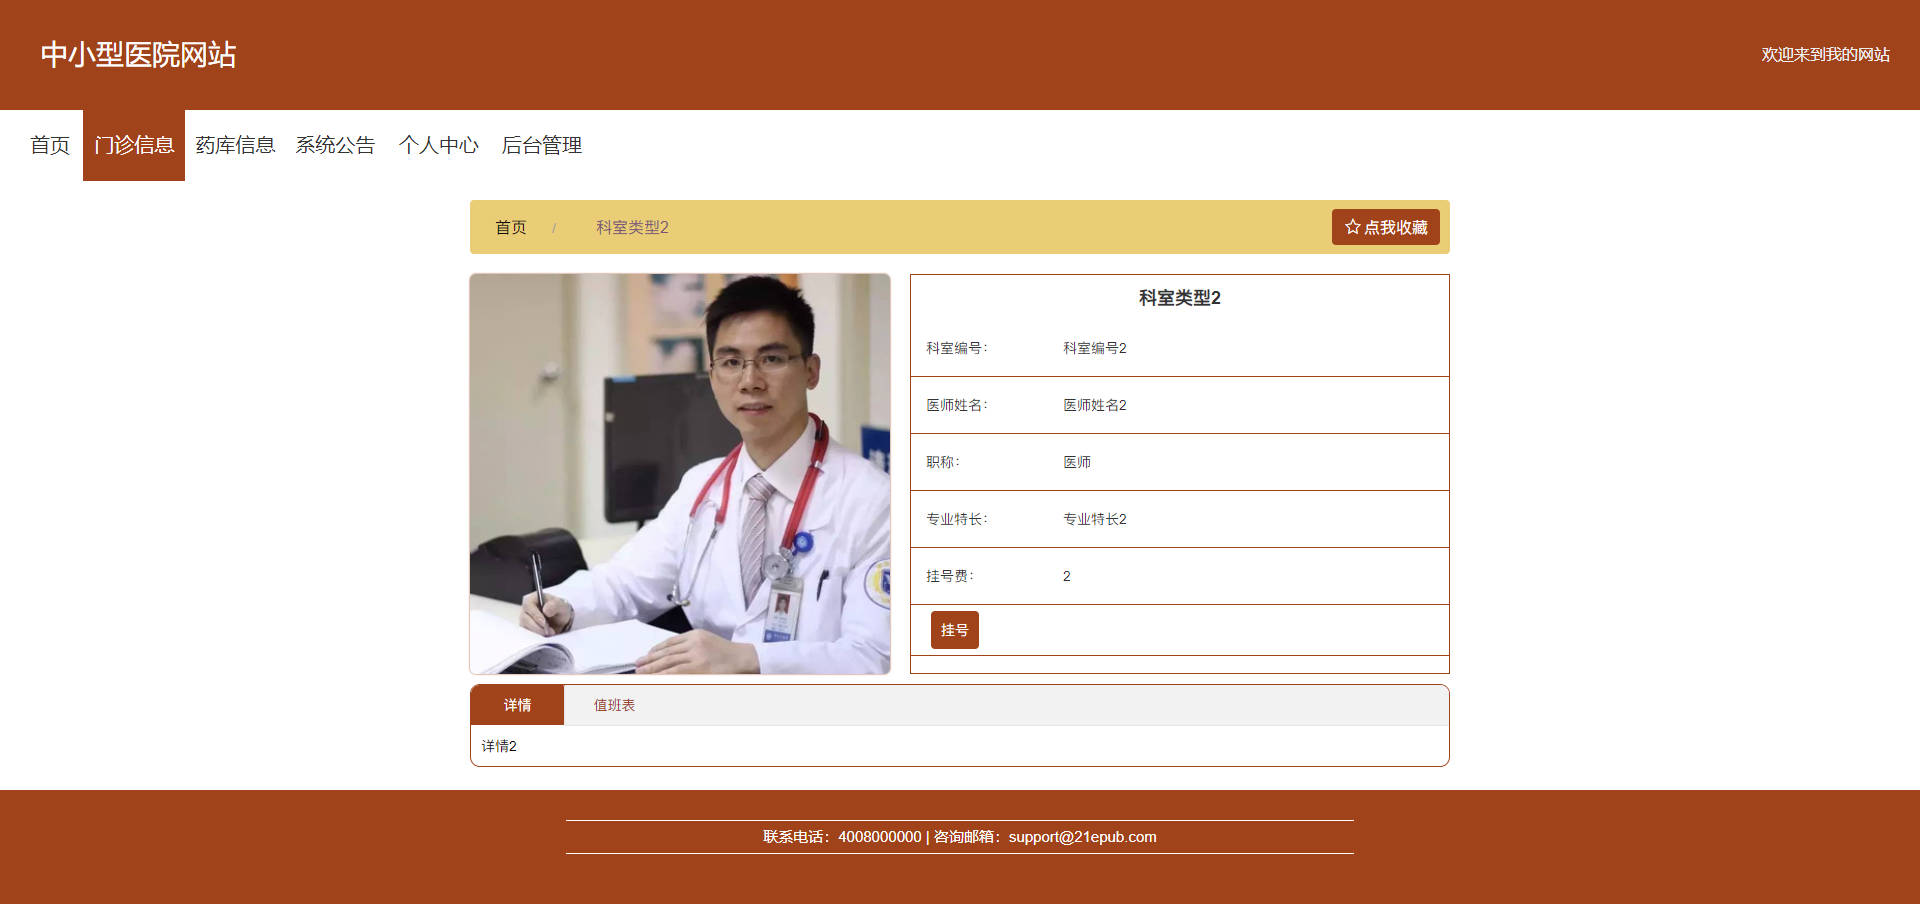 中小型医院网站
欢迎来到我的网站
首页 门诊信息 药库信息 系统公告 个人中心 后台管理
首页 / 科室类型2
点我收藏
科室类型2
科室编号： 科室编号2
医师姓名： 医师姓名2
职称： 医师
专业特长： 专业特长2
挂号费： 2
挂号
详情 值班表
详情2
联系电话：4008000000 | 咨询邮箱：support@21epub.com